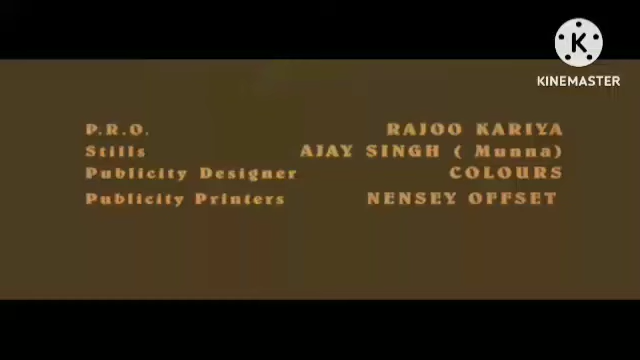 K
KINEMASTER
P.R.O. RAJOO KARIYA
Stills AJAY SINGH ( Munna)
Publicity Designer COLOURS
Publicity Printers NENSEY OFFSET